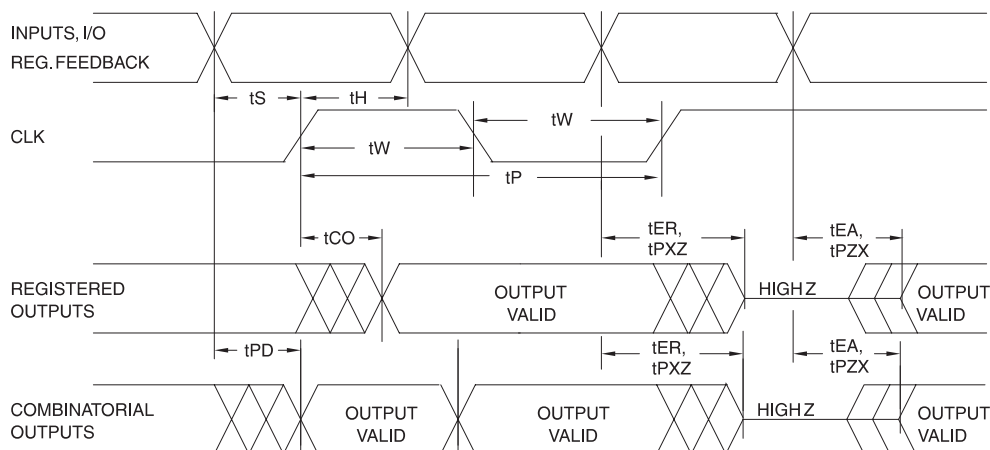 INPUTS, I/O
REG. FEEDBACK
tS
tH
tW
CLK
tW
tP
tCO
tER,
tPXZ
tEA,
tPZX
REGISTERED
OUTPUTS
OUTPUT
VALID
HIGH Z
OUTPUT
VALID
tPD
tER,
tPXZ
tEA,
tPZX
COMBINATORIAL
OUTPUTS
OUTPUT
VALID
OUTPUT
VALID
HIGH Z
OUTPUT
VALID